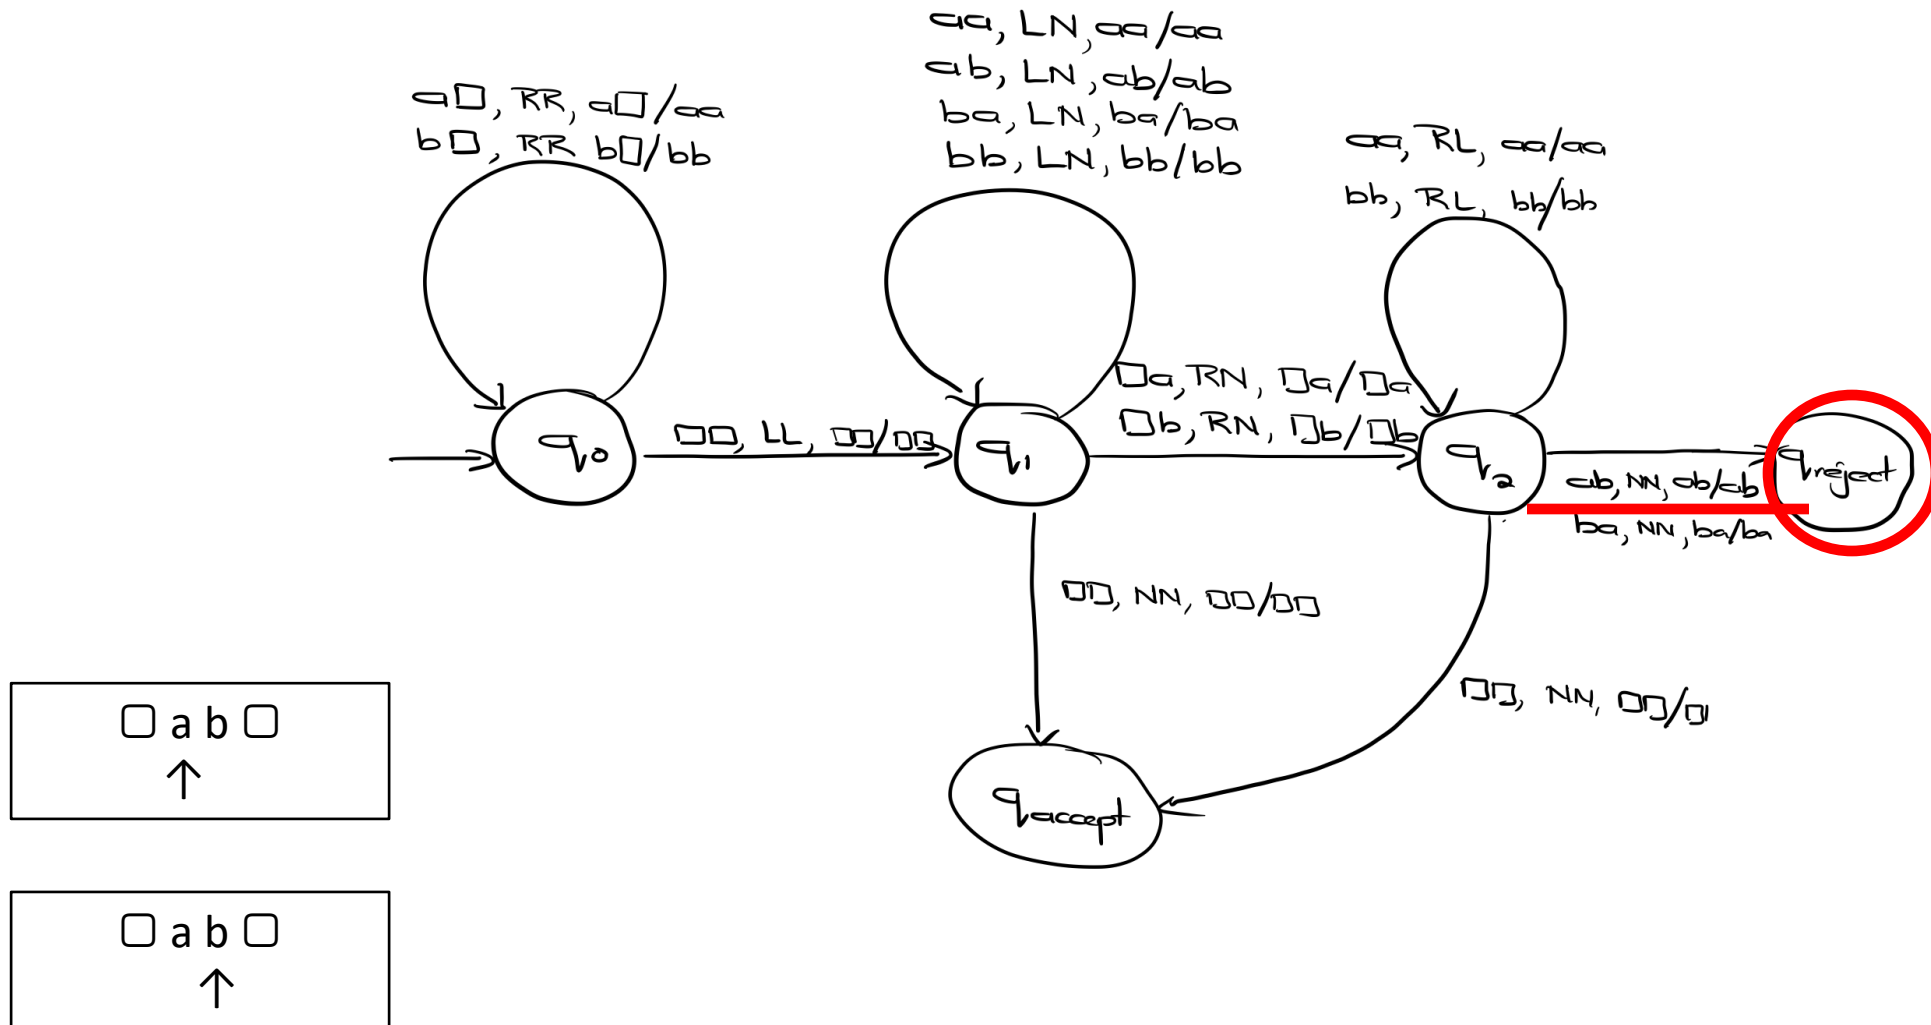 aa, LN, aa/aa
ab, LN, ab/ab
ba, LN, ba/ba
bb, LN, bb/bb
a□, RR, a□/aa
b□, RR b□/bb
aa, RL, aa/aa
bb, RL, bb/bb
□a, RN, □a/□a
□b, RN, □b/□b
q0
□□, LL, □□/□□
q1
q2
qreject
ab, NN, ab/ab
ba, NN, ba/ba
□□, NN, □□/□□
□□, NN, □□/□
qaccept
□ a b □
↑
□ a b □
↑